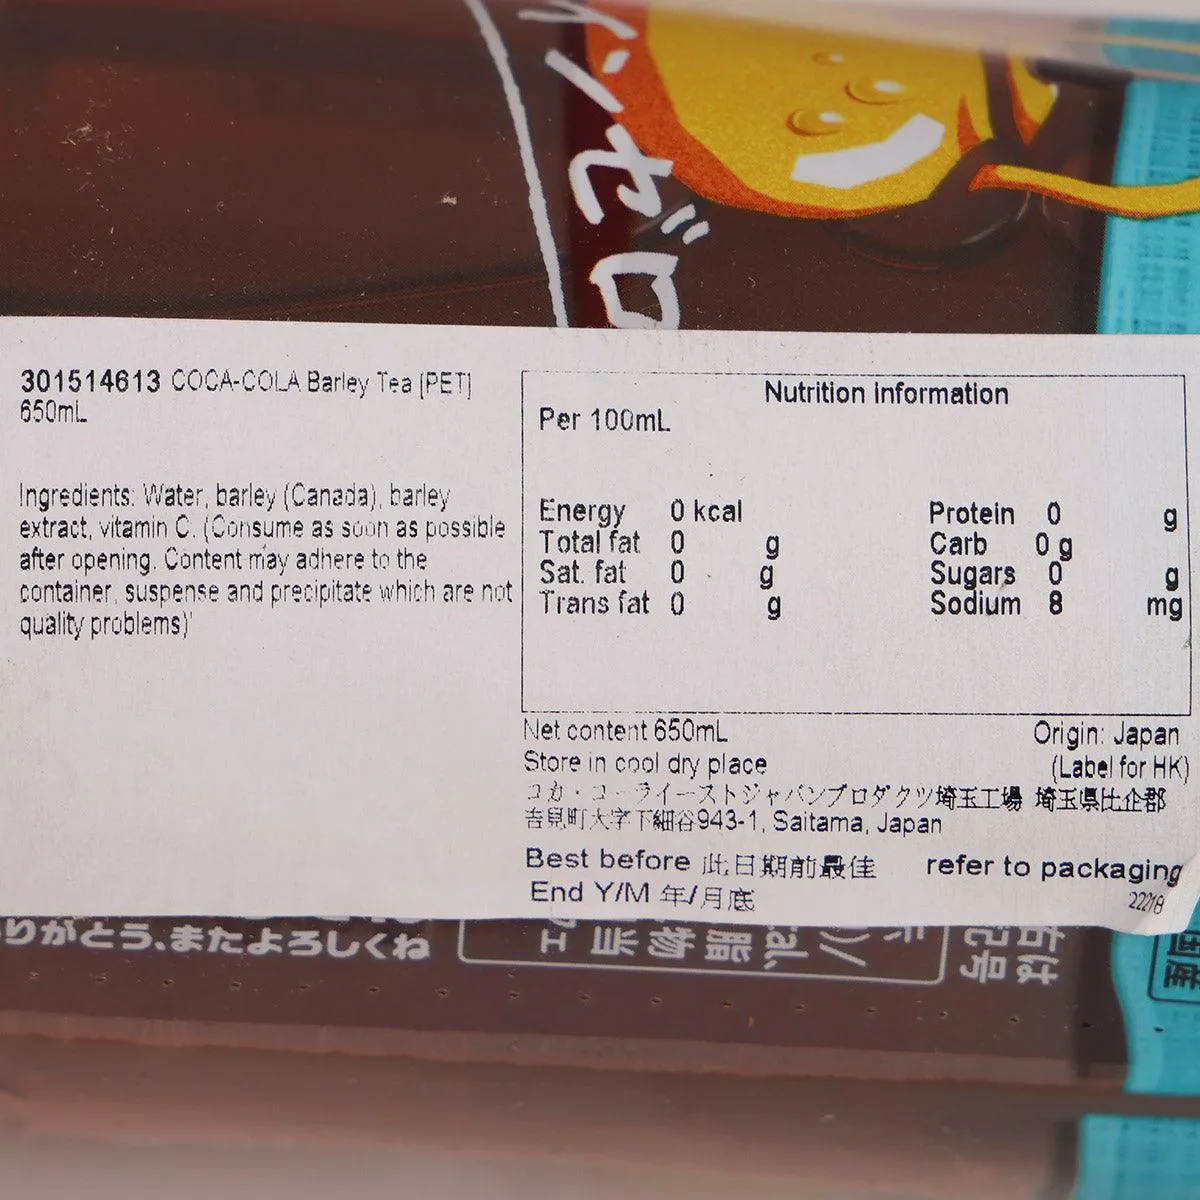 インゼロ
301514613 COCA-COLA Barley Tea [PET]
650mL
Ingredients: Water, barley (Canada), barley
extract, vitamin C. (Consume as soon as possible
after opening. Content may adhere to the
container, suspense and precipitate which are not
quality problems)'
Nutrition information
Per 100mL
Energy 0 kcal Protein 0 g
Total fat 0 g Carb 0 g
Sat. fat 0 g Sugars 0 g
Trans fat 0 g Sodium 8 mg
Net content 650mL Origin: Japan
Store in cool dry place (Label for HK)
コカ・コーライーストジャパンプロダクツ埼玉工場 埼玉県比企郡
吉見町大字下細谷943-1, Saitama, Japan
Best before 此日期前最佳 refer to packaging
End Y/M 年/月底
22218
りがとう、またよろしくね